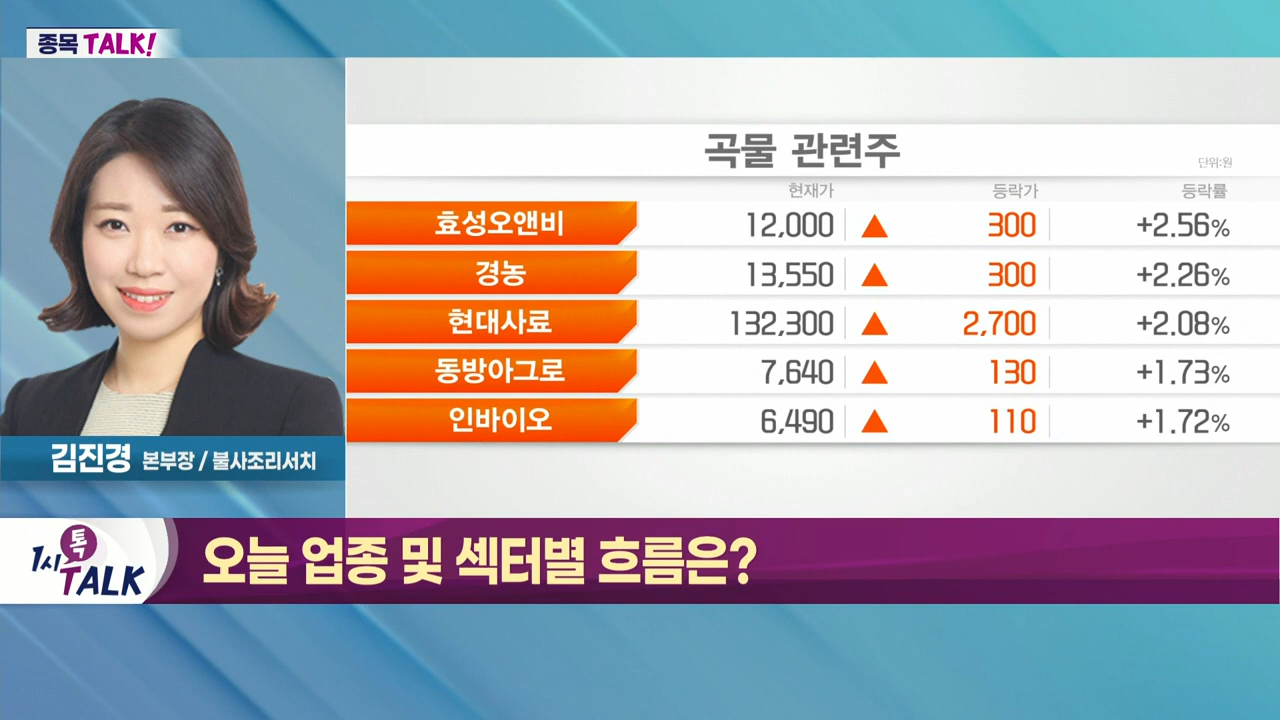 종목 TALK!
곡물 관련주
단위:원
현재가 등락가 등락률
효성오앤비 12,000 ▲ 300 +2.56%
경농 13,550 ▲ 300 +2.26%
현대사료 132,300 ▲ 2,700 +2.08%
동방아그로 7,640 ▲ 130 +1.73%
인바이오 6,490 ▲ 110 +1.72%
김진경 본부장 / 불사조리서치
1시 톡 TALK
오늘 업종 및 섹터별 흐름은?